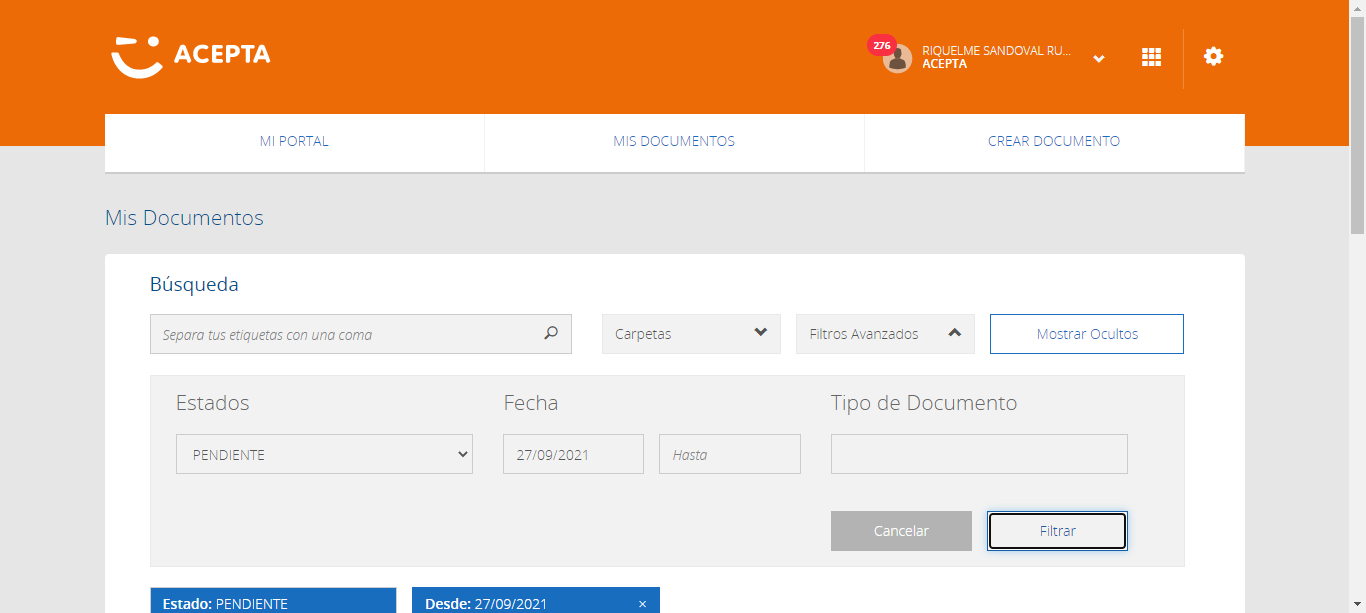 ACEPTA
276
RIQUELME SANDOVAL RU...
ACEPTA
MI PORTAL
MIS DOCUMENTOS
CREAR DOCUMENTO
Mis Documentos
Búsqueda
Separa tus etiquetas con una coma
Carpetas
Filtros Avanzados
Mostrar Ocultos
Estados
Fecha
Tipo de Documento
PENDIENTE
27/09/2021
Hasta
Cancelar
Filtrar
Estado: PENDIENTE
Desde: 27/09/2021 ×